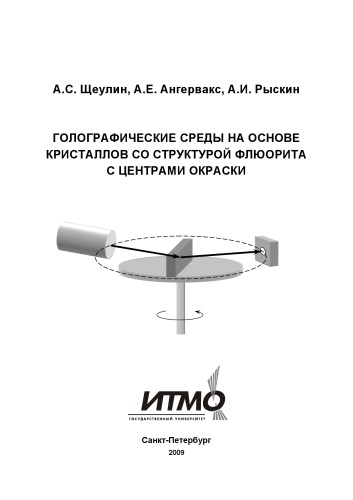 А.С. Щеулин, А.Е. Ангервакс, А.И. Рыскин
ГОЛОГРАФИЧЕСКИЕ СРЕДЫ НА ОСНОВЕ
КРИСТАЛЛОВ СО СТРУКТУРОЙ ФЛЮОРИТА
С ЦЕНТРАМИ ОКРАСКИ
ИТМО
ГОСУДАРСТВЕННЫЙ УНИВЕРСИТЕТ
Санкт-Петербург
2009